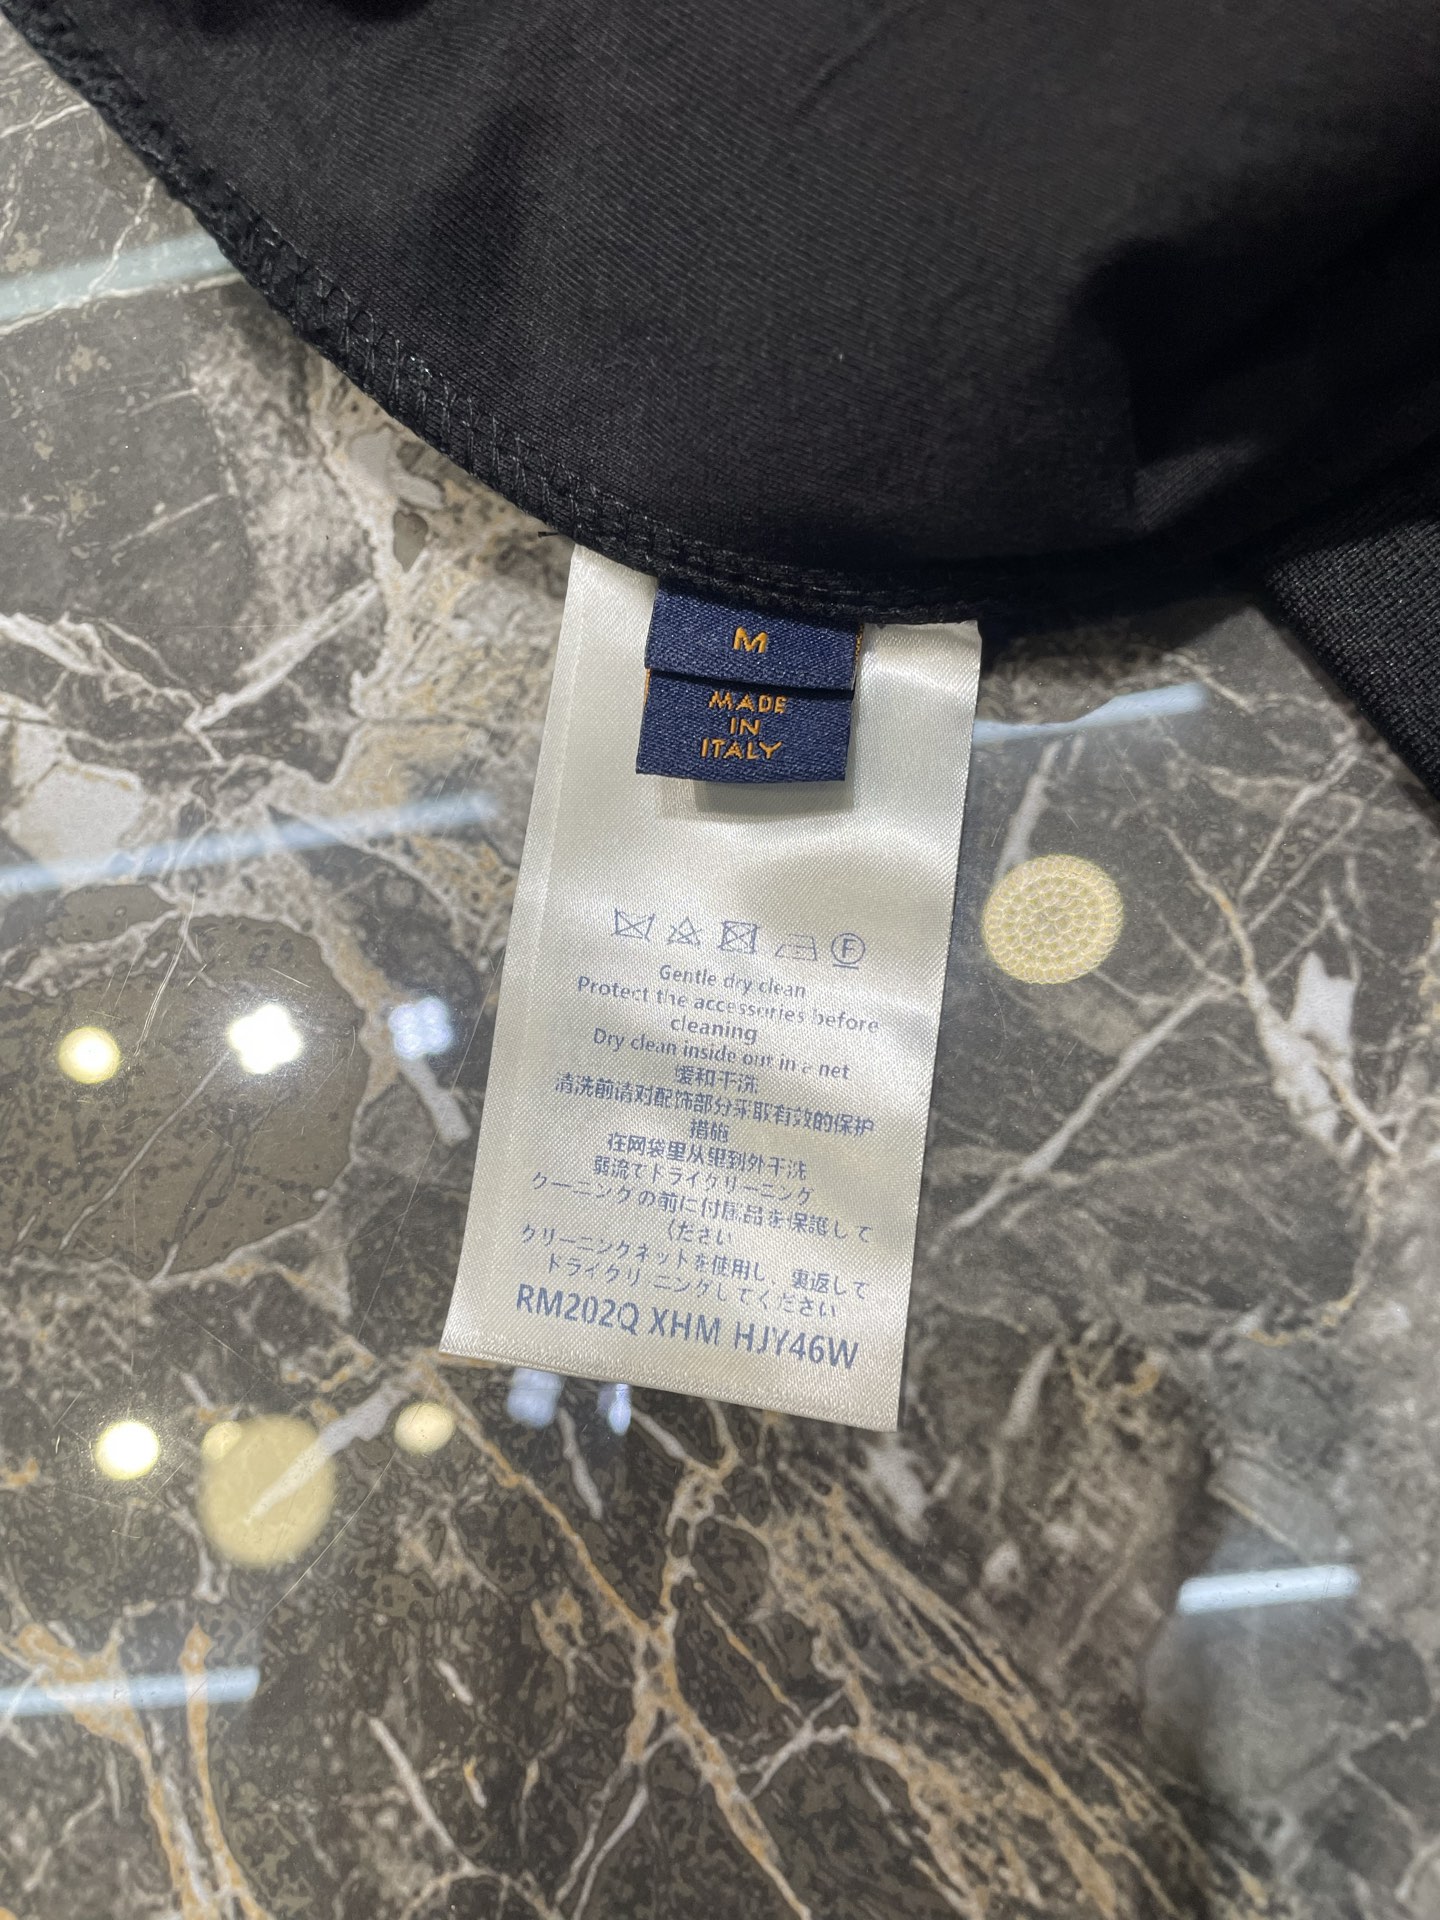 M
MADE
IN
ITALY
F
Gentle dry clean
Protect the accessories before
cleaning
Dry clean inside out in a net
缓和干洗
清洗前请对配饰部分采取有效的保护
措施
在网袋里从里到外干洗
弱流てドライクリーニング
クーニングの前に付属品を保護して
ください
クリーニングネットを使用し、裏返して
ドライクリーニングしてください
RM202Q XHM HJY46W